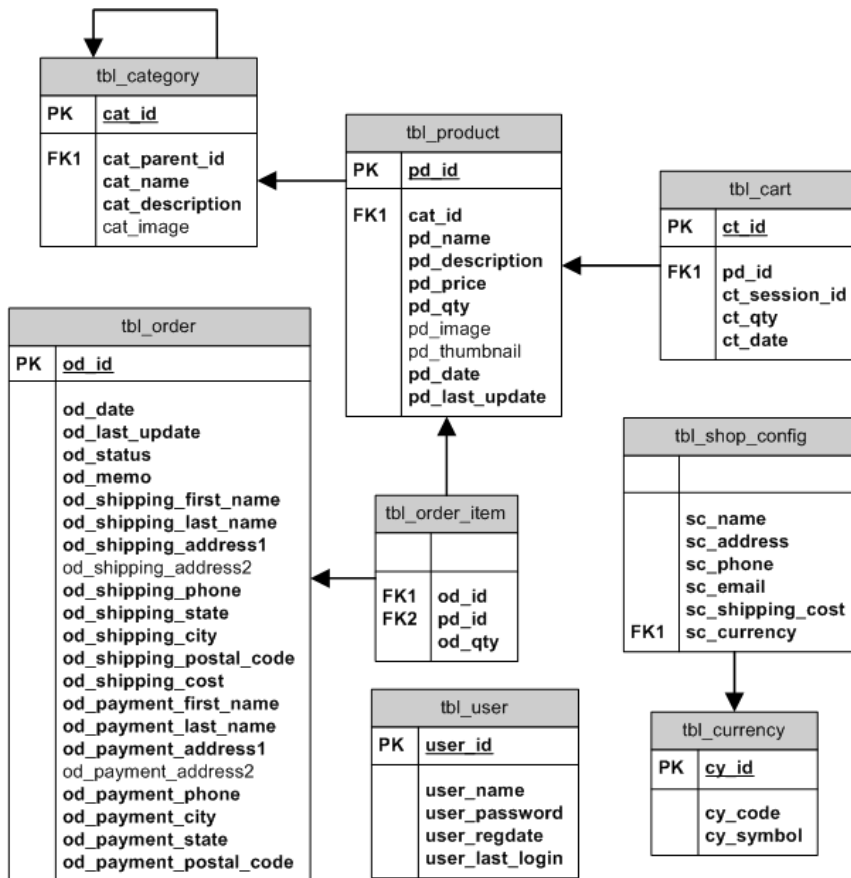 tbl_category
PK cat_id
FK1 cat_parent_id
cat_name
cat_description
cat_image
tbl_product
PK pd_id
FK1 cat_id
pd_name
pd_description
pd_price
pd_qty
pd_image
pd_thumbnail
pd_date
pd_last_update
tbl_cart
PK ct_id
FK1 pd_id
ct_session_id
ct_qty
ct_date
tbl_order
PK od_id
od_date
od_last_update
od_status
od_memo
od_shipping_first_name
od_shipping_last_name
od_shipping_address1
od_shipping_address2
od_shipping_phone
od_shipping_state
od_shipping_city
od_shipping_postal_code
od_shipping_cost
od_payment_first_name
od_payment_last_name
od_payment_address1
od_payment_address2
od_payment_phone
od_payment_city
od_payment_state
od_payment_postal_code
tbl_order_item
FK1 od_id
FK2 pd_id
od_qty
tbl_shop_config
sc_name
sc_address
sc_phone
sc_email
sc_shipping_cost
FK1 sc_currency
tbl_user
PK user_id
user_name
user_password
user_regdate
user_last_login
tbl_currency
PK cy_id
cy_code
cy_symbol